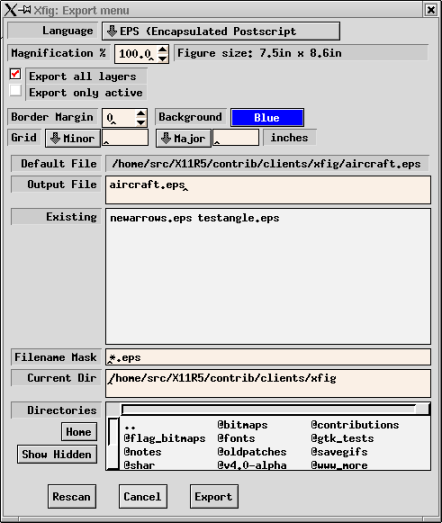 Xfig: Export menu
Language EPS (Encapsulated Postscript
Magnification % 100.0 Figure size: 7.5in x 8.6in
Export all layers
Export only active
Border Margin 0 Background Blue
Grid Minor Major inches
Default File /home/src/X11R5/contrib/clients/xfig/aircraft.eps
Output File aircraft.eps
Existing newarrows.eps testangle.eps
Filename Mask *.eps
Current Dir /home/src/X11R5/contrib/clients/xfig
Directories
Home .. @bitmaps @contributions
@flag_bitmaps @fonts @gtk_tests
Show Hidden @notes @oldpatches @savegifs
@shar @v4.0-alpha @www_more
Rescan Cancel Export